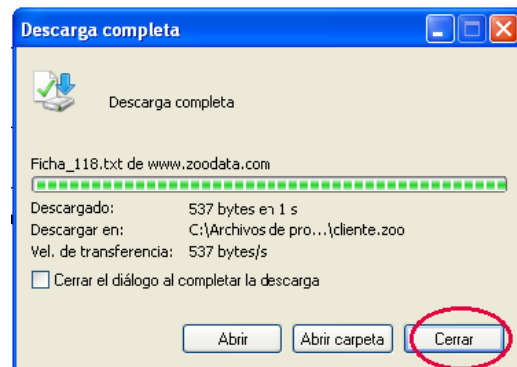 Descarga completa
Descarga completa
Ficha_118.txt de www.zoodata.com
Descargado: 537 bytes en 1 s
Descargar en: C:\Archivos de pro...\cliente.zoo
Vel. de transferencia: 537 bytes/s
Cerrar el diálogo al completar la descarga
Abrir Abrir carpeta Cerrar